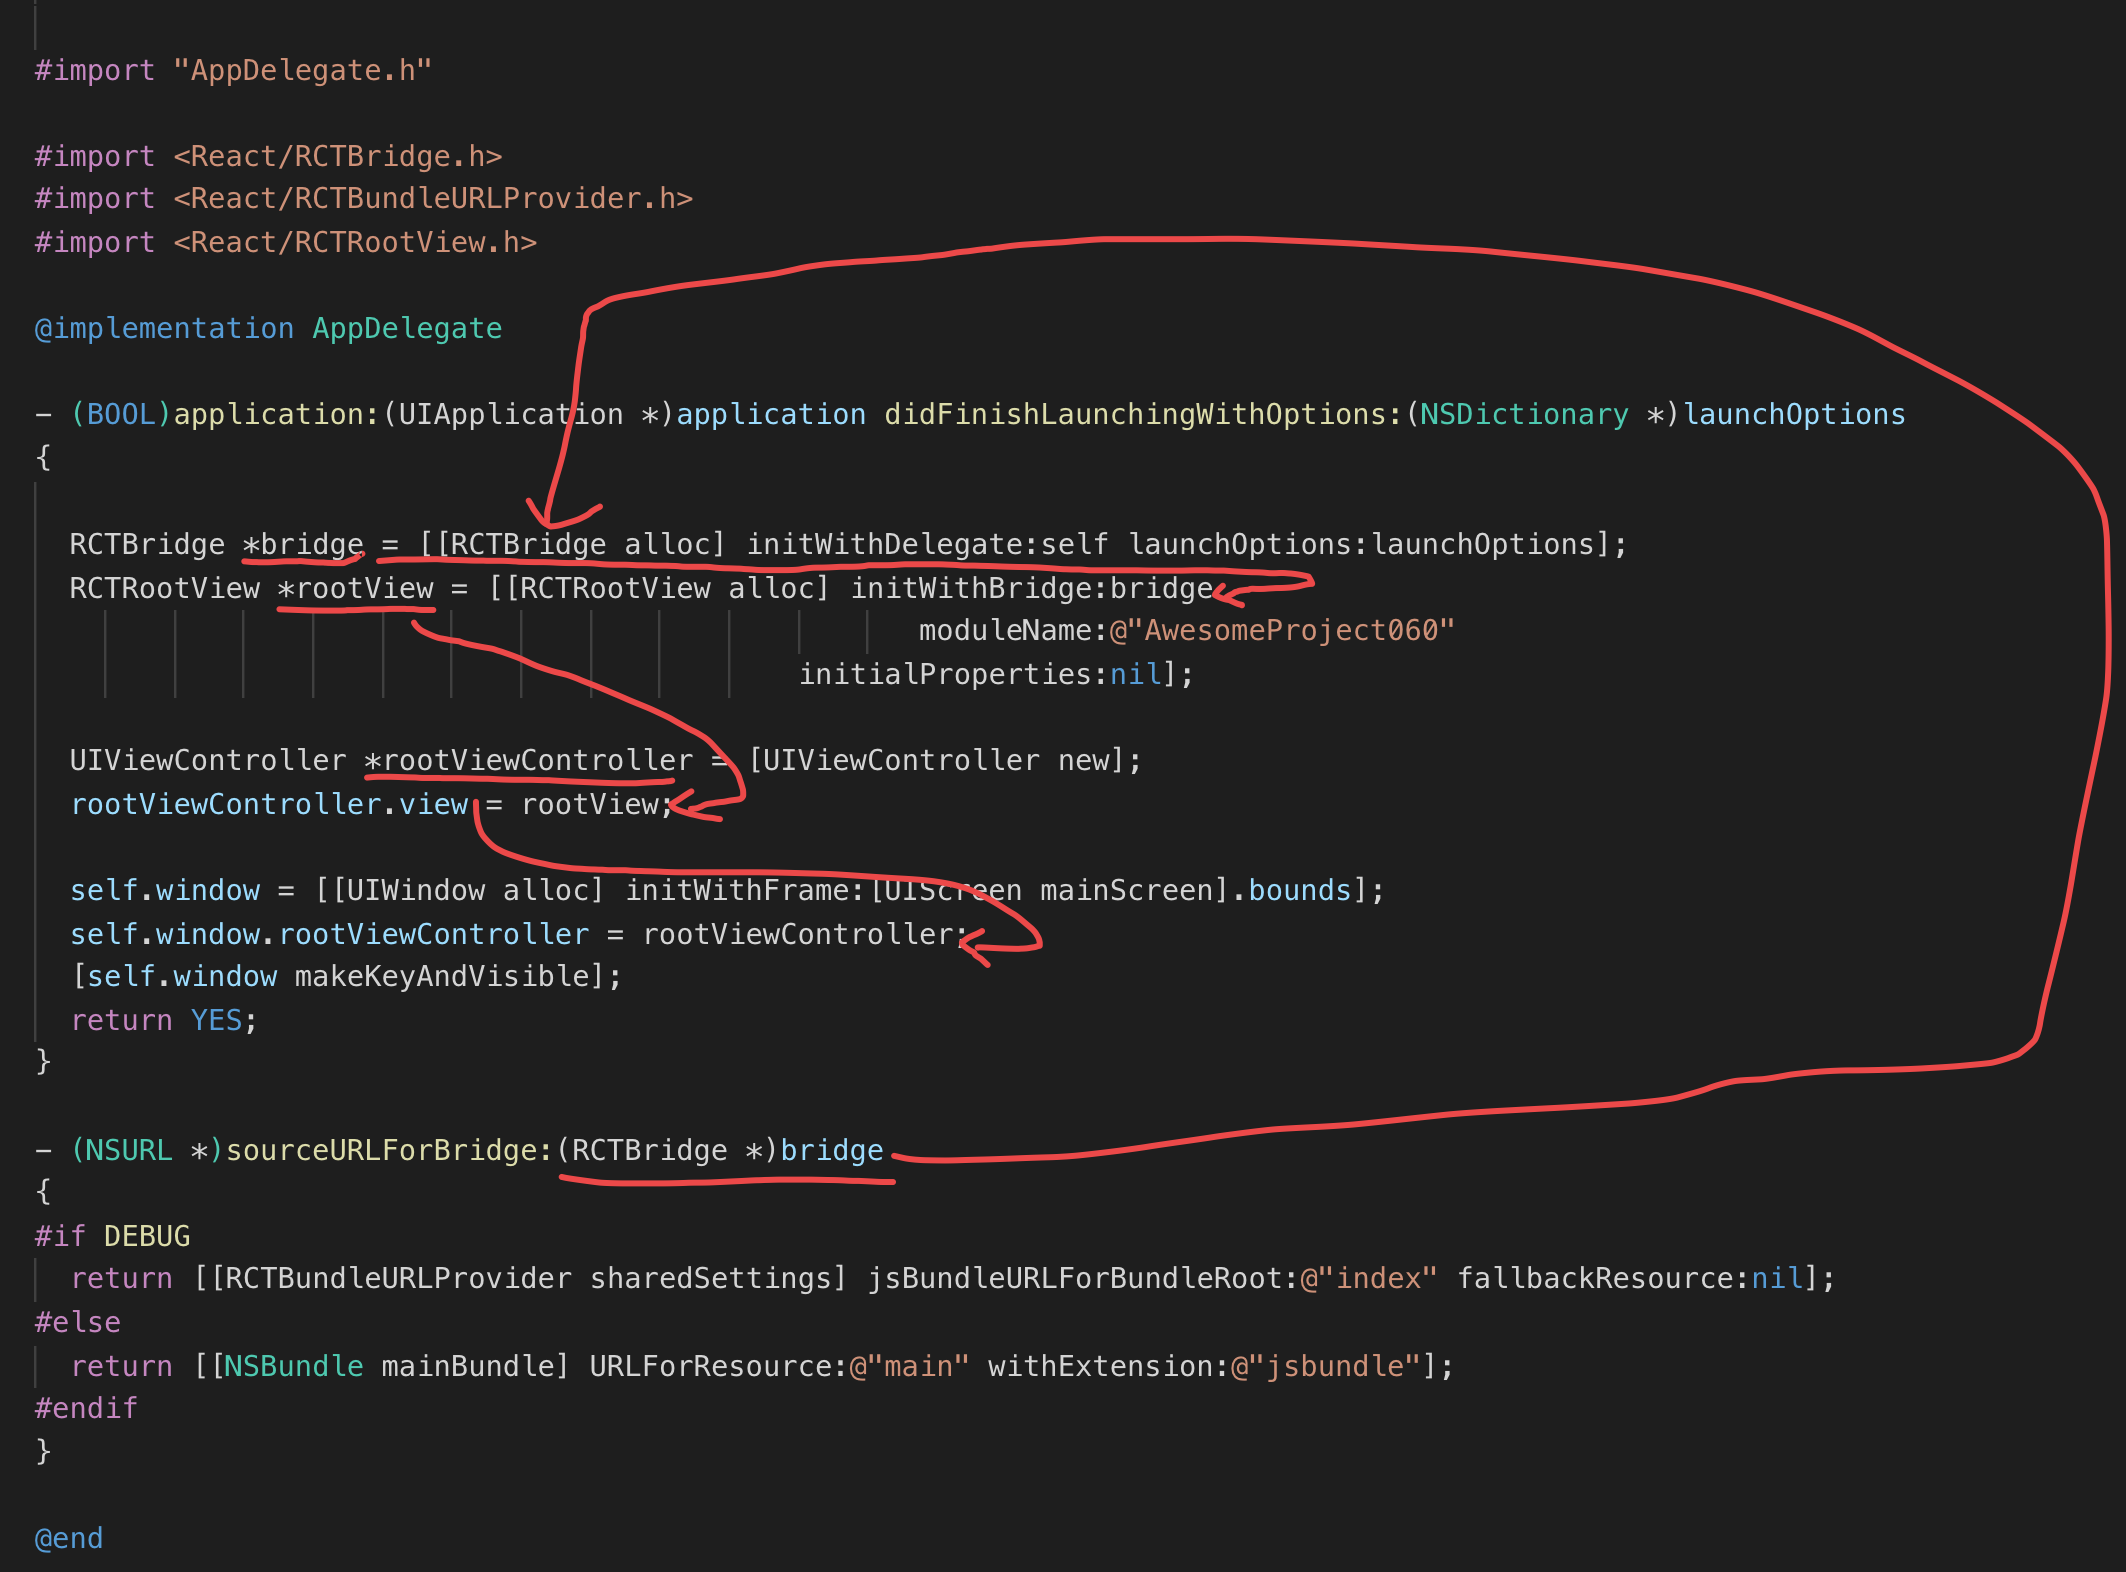 #import "AppDelegate.h"
#import <React/RCTBridge.h>
#import <React/RCTBundleURLProvider.h>
#import <React/RCTRootView.h>
@implementation AppDelegate
- (BOOL)application:(UIApplication *)application didFinishLaunchingWithOptions:(NSDictionary *)launchOptions
{
RCTBridge *bridge = [[RCTBridge alloc] initWithDelegate:self launchOptions:launchOptions];
RCTRootView *rootView = [[RCTRootView alloc] initWithBridge:bridge
moduleName:@"AwesomeProject060"
initialProperties:nil];
UIViewController *rootViewController = [UIViewController new];
rootViewController.view = rootView;
self.window = [[UIWindow alloc] initWithFrame:[UIScreen mainScreen].bounds];
self.window.rootViewController = rootViewController;
[self.window makeKeyAndVisible];
return YES;
}
- (NSURL *)sourceURLForBridge:(RCTBridge *)bridge
{
#if DEBUG
return [[RCTBundleURLProvider sharedSettings] jsBundleURLForBundleRoot:@"index" fallbackResource:nil];
#else
return [[NSBundle mainBundle] URLForResource:@"main" withExtension:@"jsbundle"];
#endif
}
@end